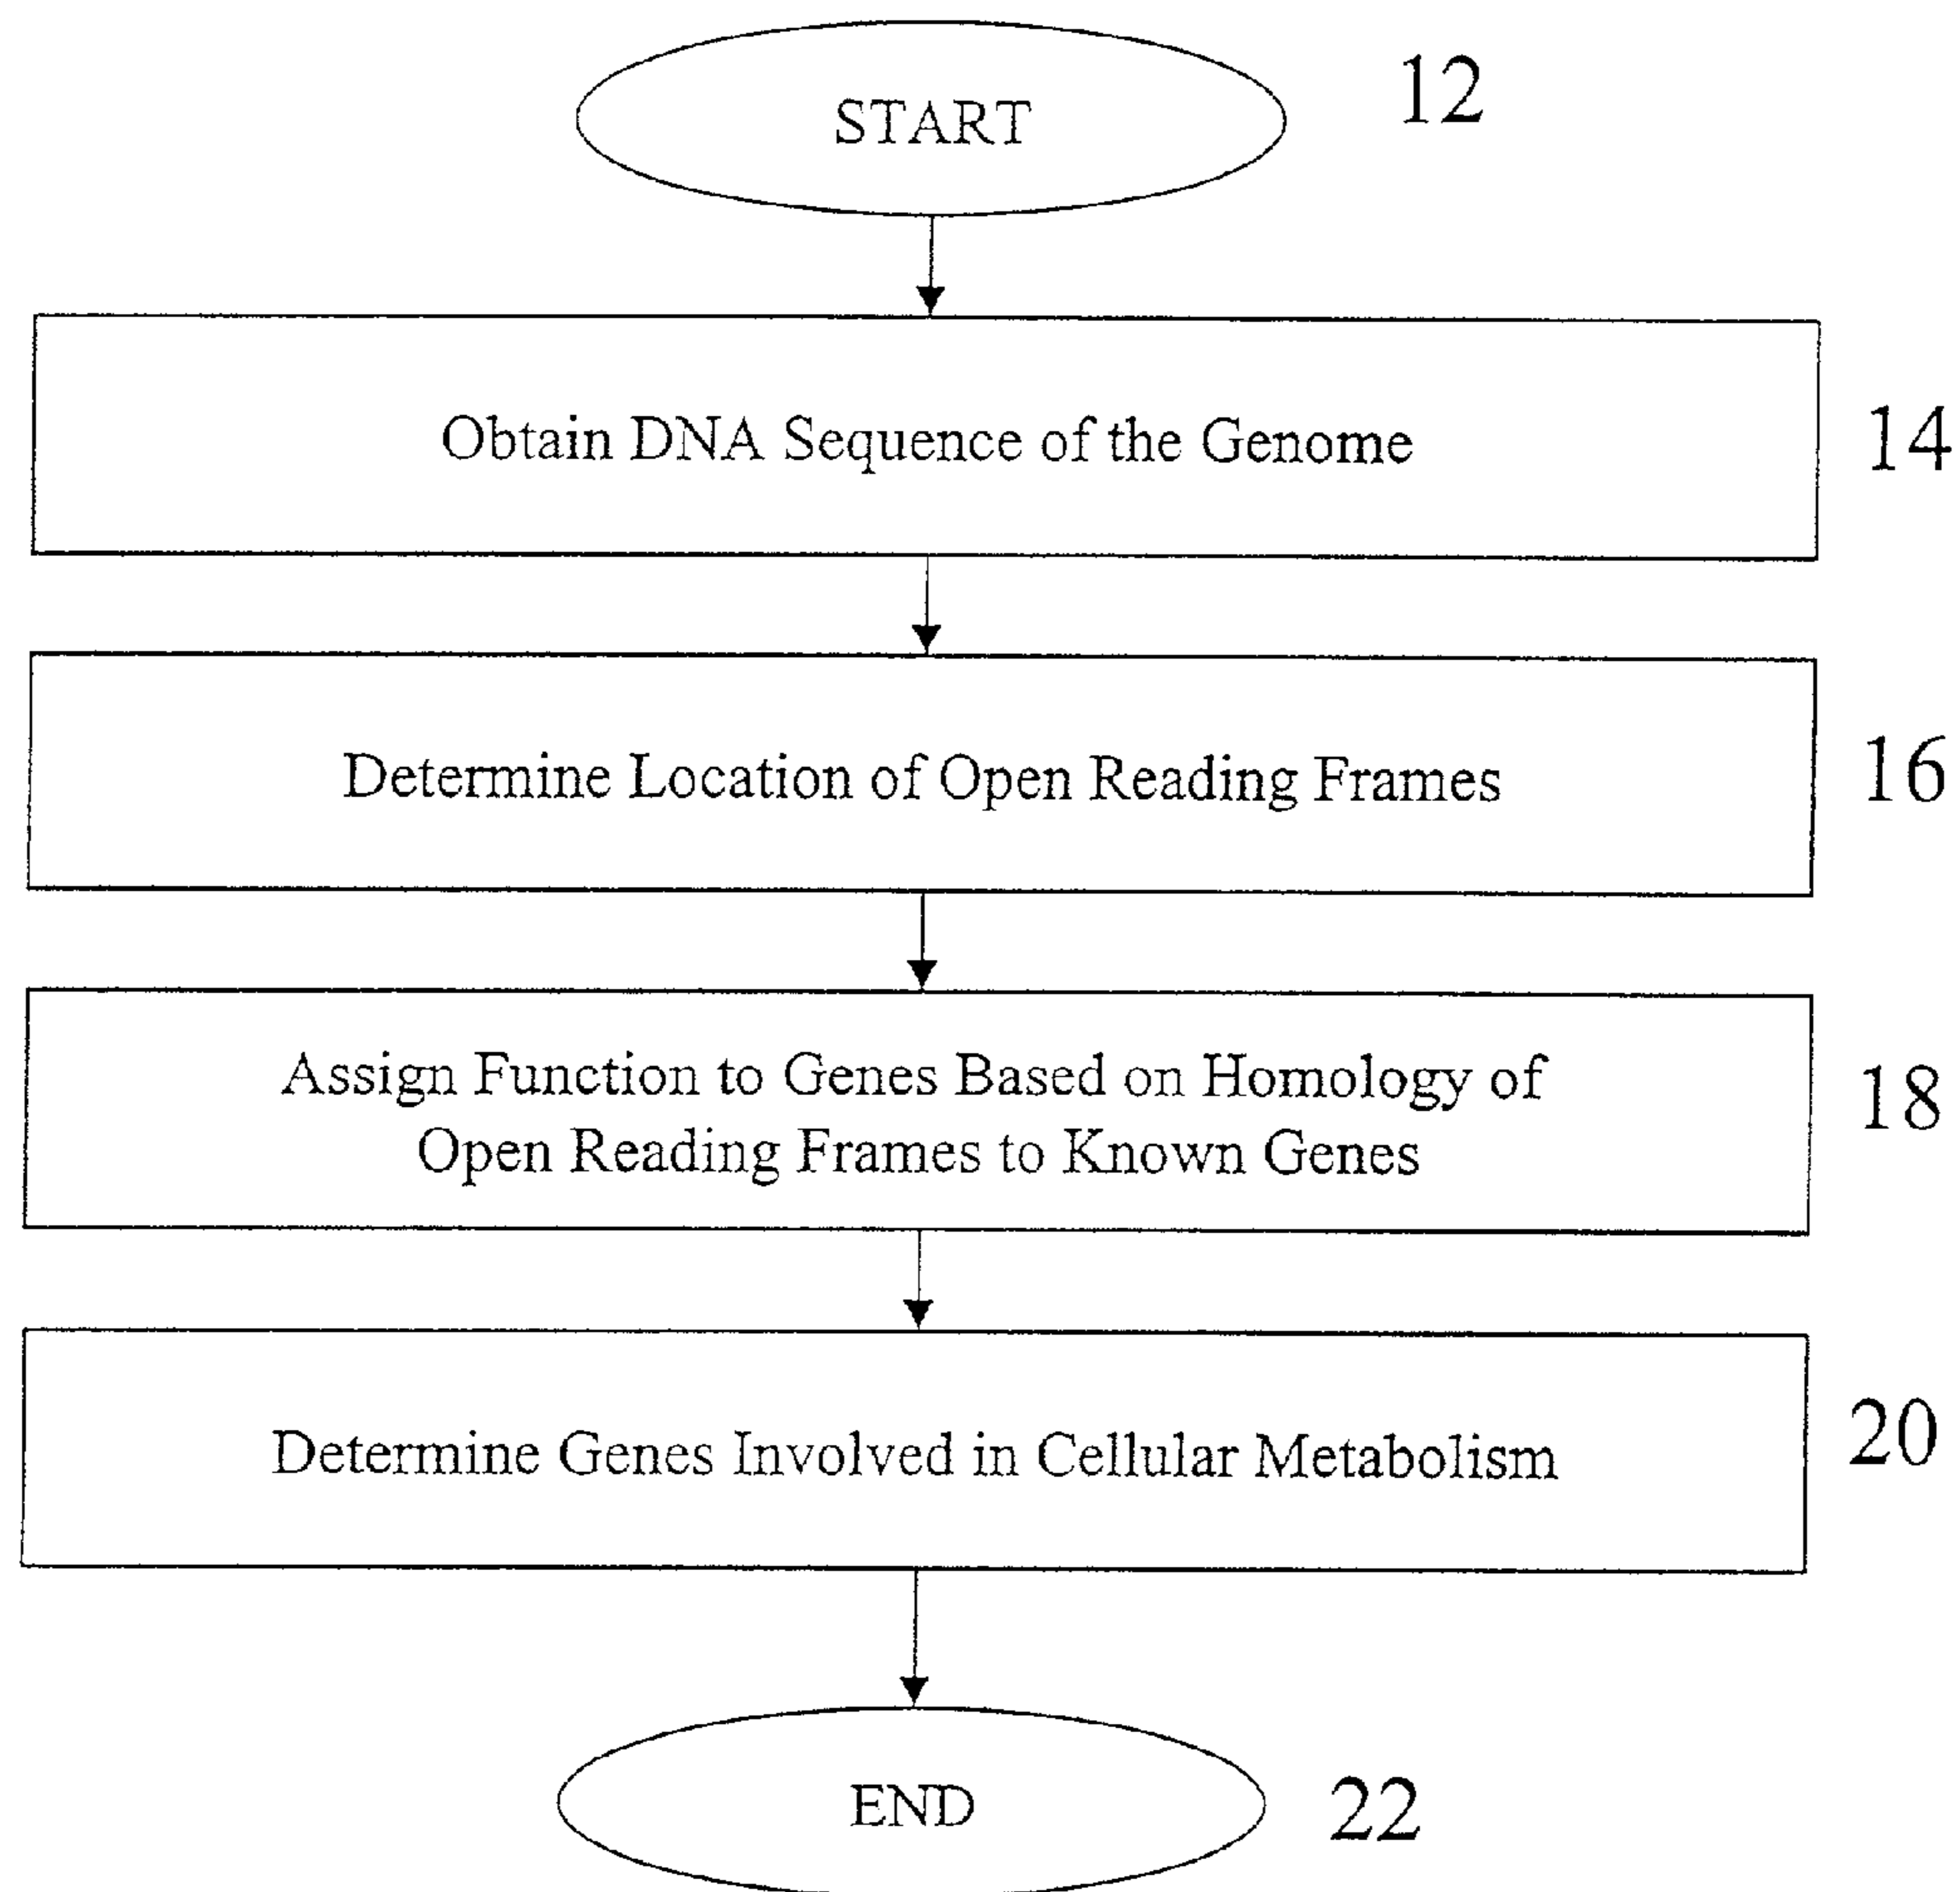 START
12
Obtain DNA Sequence of the Genome
14
Determine Location of Open Reading Frames
16
Assign Function to Genes Based on Homology of
Open Reading Frames to Known Genes
18
Determine Genes Involved in Cellular Metabolism
20
END
22